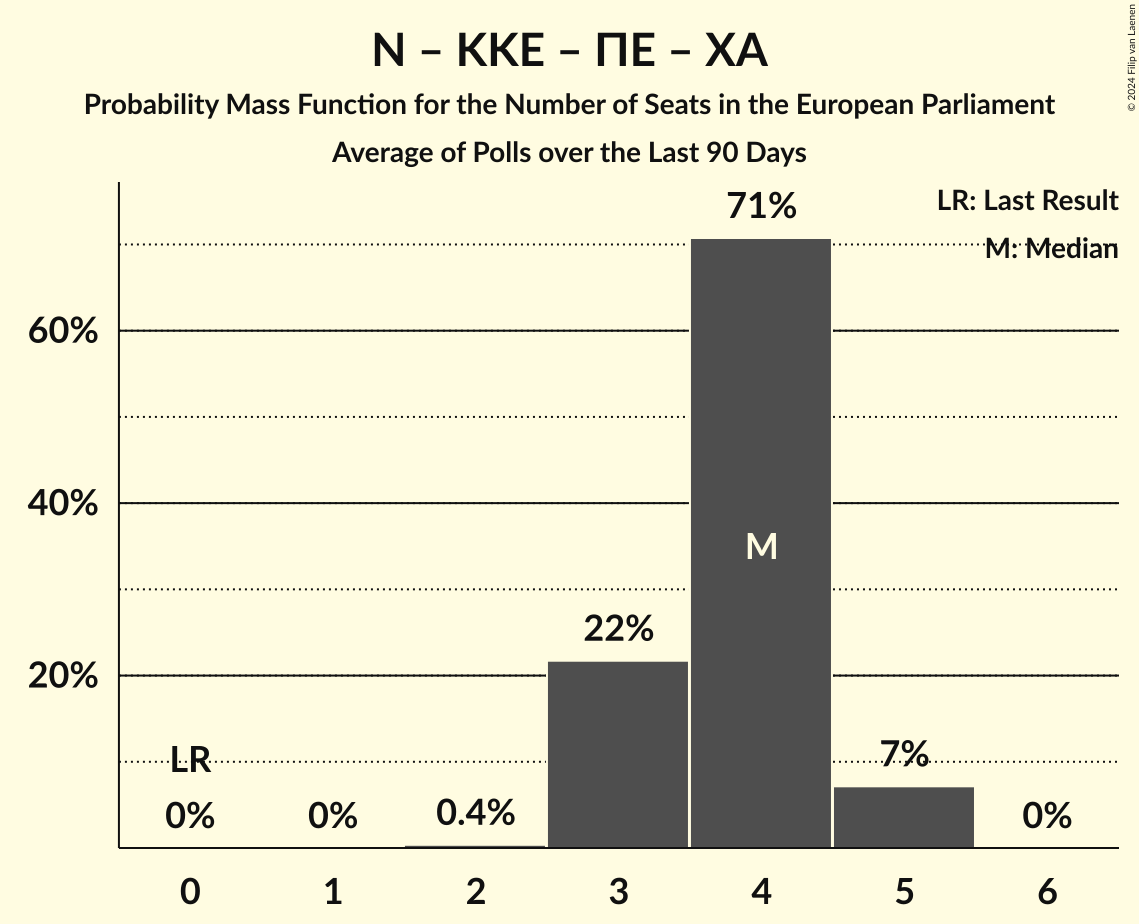 Ν – ΚΚΕ – ΠΕ – ΧΑ
Probability Mass Function for the Number of Seats in the European Parliament
Average of Polls over the Last 90 Days
© 2024 Filip van Laenen
LR: Last Result
M: Median
71%
60%
40%
M
22%
20%
LR
7%
0%
0%
0.4%
0%
0 1 2 3 4 5 6